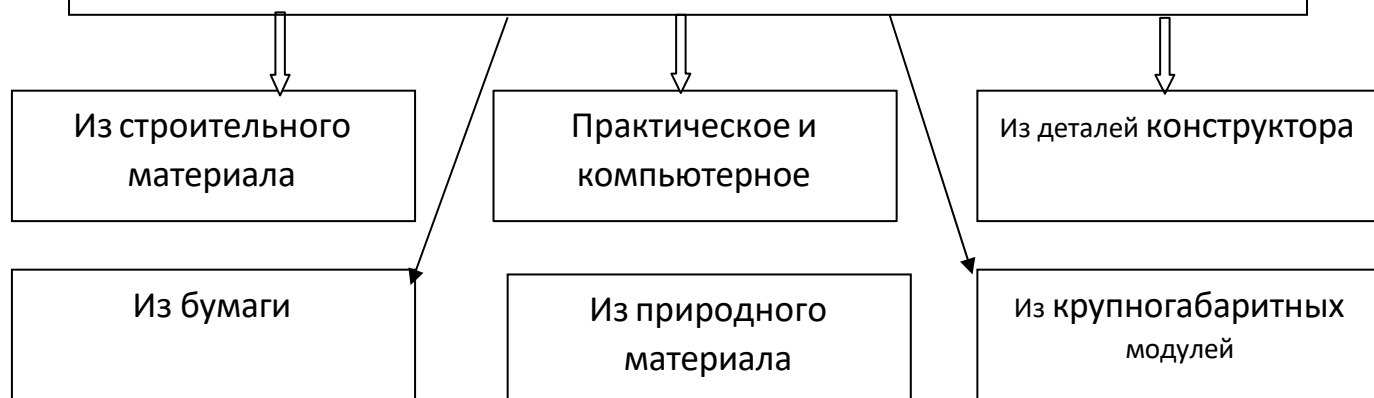 Из строительного
материала
Практическое и
компьютерное
Из деталей конструктора
Из бумаги
Из природного
материала
Из крупногабаритных
модулей